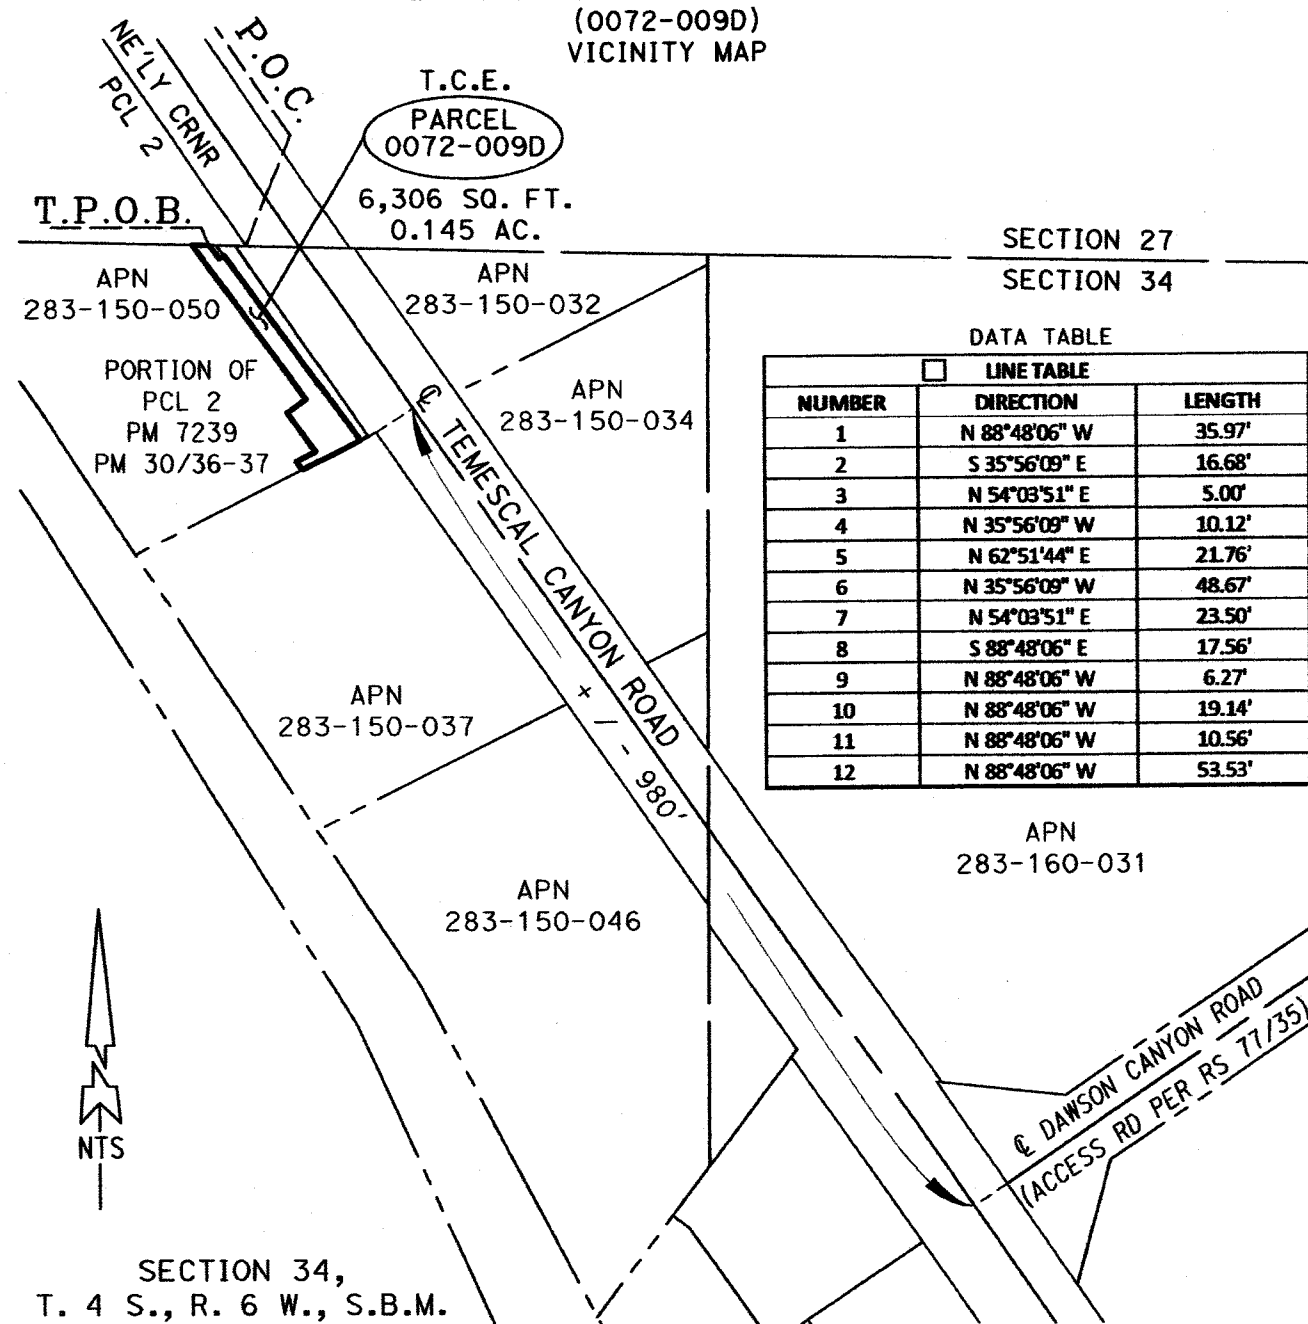 (0072-009D)
VICINITY MAP
NE'LY CRNR
PCL 2
P.O.C.
T.C.E.
PARCEL
0072-009D
6,306 SQ. FT.
0.145 AC.
T.P.O.B.
SECTION 27
SECTION 34
APN
283-150-050
APN
283-150-032
PORTION OF
PCL 2
PM 7239
PM 30/36-37
APN
283-150-034
DATA TABLE
LINE TABLE
NUMBER DIRECTION LENGTH
1 N 88°48'06" W 35.97'
2 S 35°56'09" E 16.68'
3 N 54°03'51" E 5.00'
4 N 35°56'09" W 10.12'
5 N 62°51'44" E 21.76'
6 N 35°56'09" W 48.67'
7 N 54°03'51" E 23.50'
8 S 88°48'06" E 17.56'
9 N 88°48'06" W 6.27'
10 N 88°48'06" W 19.14'
11 N 88°48'06" W 10.56'
12 N 88°48'06" W 53.53'
℄ TEMESCAL CANYON ROAD
+/- 980'
APN
283-150-037
APN
283-160-031
APN
283-150-046
℄ DAWSON CANYON ROAD
(ACCESS RD PER RS 77/35)
N
NTS
SECTION 34,
T. 4 S., R. 6 W., S.B.M.